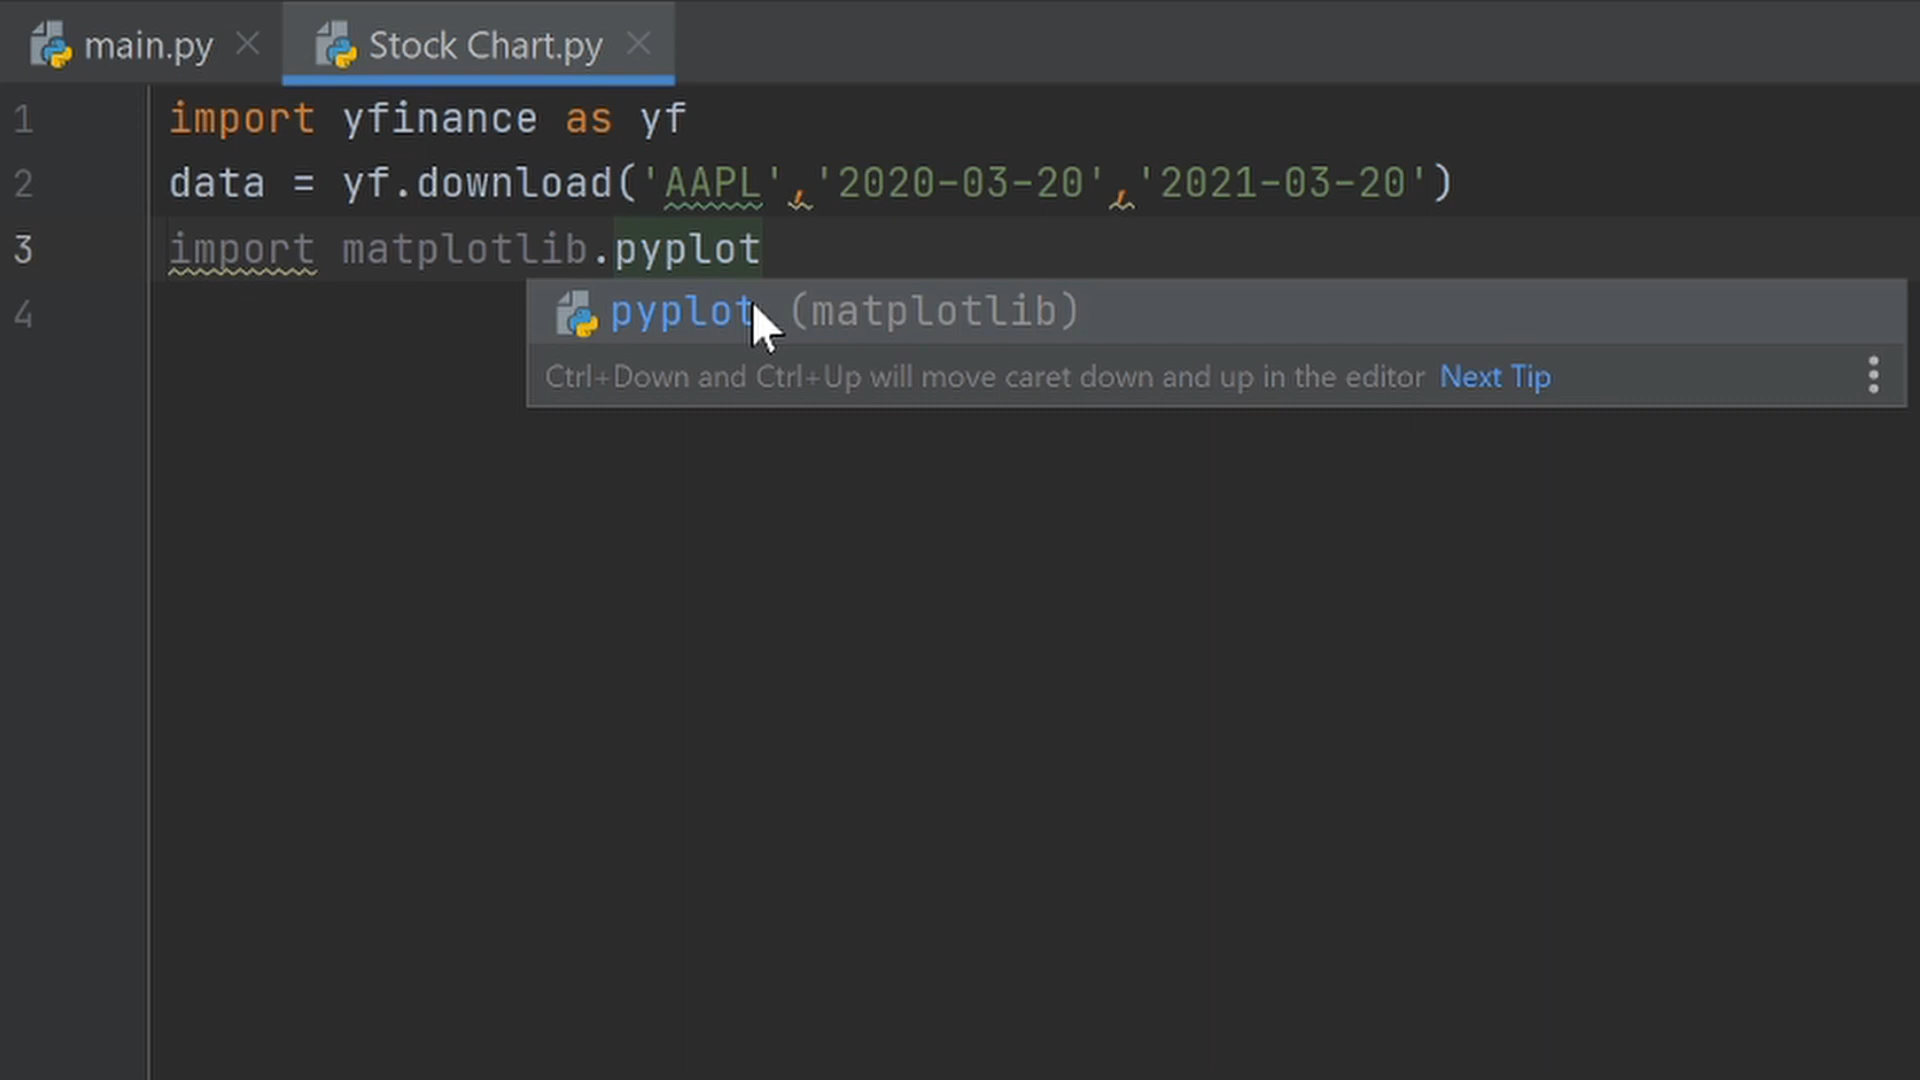 main.py
Stock Chart.py
1 import yfinance as yf
2 data = yf.download('AAPL','2020-03-20','2021-03-20')
3 import matplotlib.pyplot
4
pyplot (matplotlib)
Ctrl+Down and Ctrl+Up will move caret down and up in the editor Next Tip